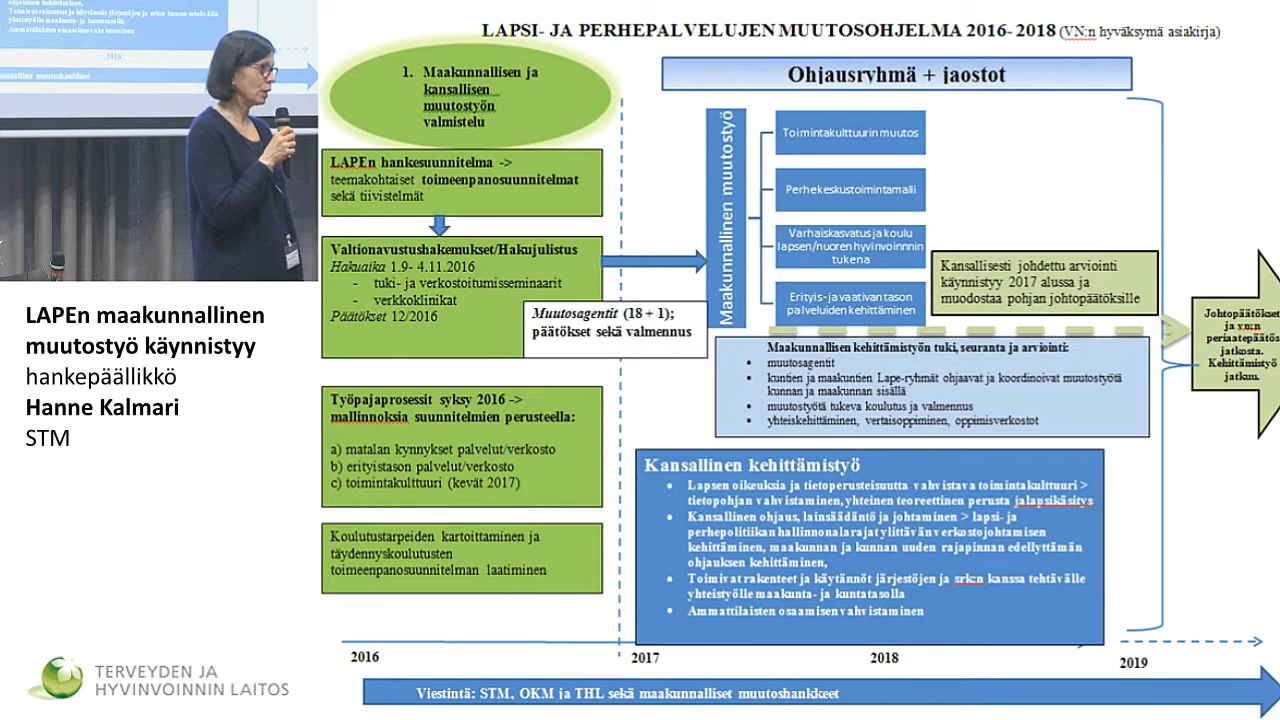 LAPSI- JA PERHEPALVELUJEN MUUTOSOHJELMA 2016- 2018 (VN:n hyväksymä asiakirja)
1. Maakunnallisen ja
kansallisen
muutostyön
valmistelu
LAPEn hankesuunnitelma ->
teemakohtaiset toimeenpanosuunnitelmat
sekä tiivistelmät
Valtionavustushakemukset/Hakujulistus
Hakuaika 1.9- 4.11.2016
- tuki- ja verkostoitumisseminaarit
- verkkoklinikat
Päätökset 12/2016
Muutosagentit (18 + 1);
päätökset sekä valmennus
Työpajaprosessit syksy 2016 ->
mallinnoksia suunnitelmien perusteella:
a) matalan kynnykset palvelut/verkosto
b) erityistason palvelut/verkosto
c) toimintakulttuuri (kevät 2017)
Koulutustarpeiden kartoittaminen ja
täydennyskoulutusten
toimeenpanosuunnitelman laatiminen
Ohjausryhmä + jaostot
Maakunnallinen muutostyö
Toimintakulttuurin muutos
Perhekeskustoimintamalli
Varhaiskasvatus ja koulu
lapsen/nuoren hyvinvoinnnin
tukena
Erityis- ja vaativan tason
palveluiden kehittäminen
Kansallisesti johdettu arviointi
käynnistyy 2017 alussa ja
muodostaa pohjan johtopäätöksille
Johtopäätökset
ja vn:n
periaatepäätös
jatkosta.
Kehittämistyö
jatkuu.
Maakunnallisen kehittämistyön tuki, seuranta ja arviointi:
• muutosagentit
• kuntien ja maakuntien Lape-ryhmät ohjaavat ja koordinoivat muutostyötä
kunnan ja maakunnan sisällä
• muutostyötä tukeva koulutus ja valmennus
• yhteiskehittäminen, vertaisoppiminen, oppimisverkostot
Kansallinen kehittämistyö
• Lapsen oikeuksia ja tietoperusteisuutta vahvistava toimintakulttuuri >
tietopohjan vahvistaminen, yhteinen teoreettinen perusta ja lapsikäsitys
• Kansallinen ohjaus, lainsäädäntö ja johtaminen > lapsi- ja
perhepolitiikan hallinnonalarajat ylittävän verkostojohtamisen
kehittäminen, maakunnan ja kunnan uuden rajapinnan edellyttämän
ohjauksen kehittäminen,
• Toimivat rakenteet ja käytännöt järjestöjen ja srk:n kanssa tehtävälle
yhteistyölle maakunta- ja kuntatasolla
• Ammattilaisten osaamisen vahvistaminen
2016
2017
2018
2019
Viestintä: STM, OKM ja THL sekä maakunnalliset muutoshankkeet
LAPEn maakunnallinen
muutostyö käynnistyy
hankepäällikkö
Hanne Kalmari
STM
TERVEYDEN JA
HYVINVOINNIN LAITOS